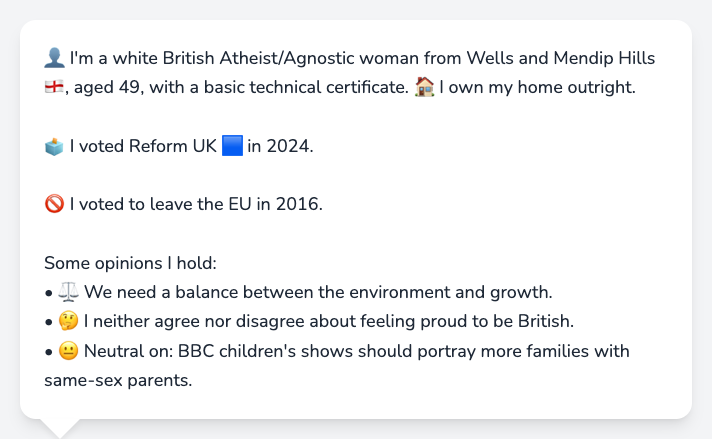 👤 I'm a white British Atheist/Agnostic woman from Wells and Mendip Hills
🏴󠁧󠁢󠁥󠁮󠁧󠁿, aged 49, with a basic technical certificate. 🏠 I own my home outright.
🗳️ I voted Reform UK 🟦 in 2024.
🚫 I voted to leave the EU in 2016.
Some opinions I hold:
• ⚖️ We need a balance between the environment and growth.
• 🤔 I neither agree nor disagree about feeling proud to be British.
• 😐 Neutral on: BBC children's shows should portray more families with
same-sex parents.